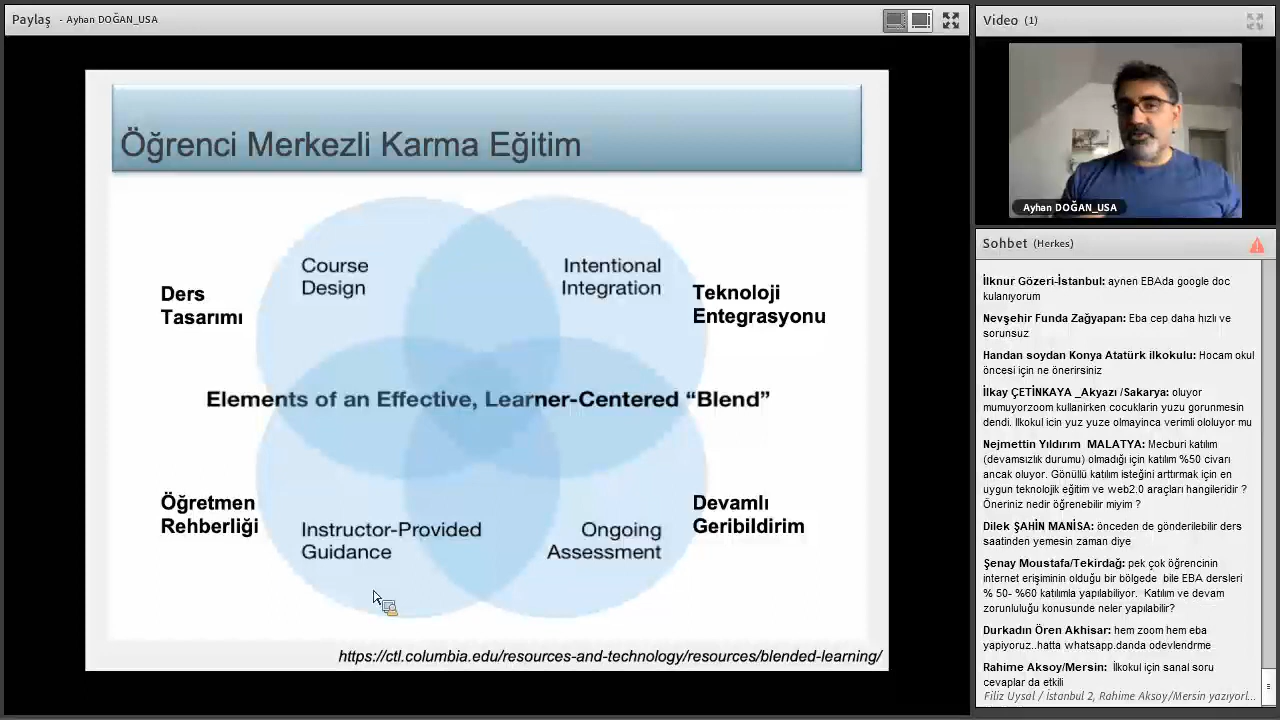 Paylaş - Ayhan DOĞAN_USA
Öğrenci Merkezli Karma Eğitim
Course
Design
Intentional
Integration
Ders
Tasarımı
Teknoloji
Entegrasyonu
Elements of an Effective, Learner-Centered “Blend”
Öğretmen
Rehberliği
Instructor-Provided
Guidance
Ongoing
Assessment
Devamlı
Geribildirim
https://ctl.columbia.edu/resources-and-technology/resources/blended-learning/
Video (1)
Ayhan DOĞAN_USA
Sohbet (Herkes)
İlknur Gözeri-İstanbul: aynen EBAda google doc
kulanıyorum
Nevşehir Funda Zağyapan: Eba cep daha hızlı ve
sorunsuz
Handan soydan Konya Atatürk ilkokulu: Hocam okul
öncesi için ne önerirsiniz
İlkay ÇETİNKAYA _Akyazı /Sakarya: oluyor
mumuyorzoom kullanirken cocuklarin yuzu gorunmesin
dendi. Ilkokul icin yuz yuze olmayinca verimli ololuyor mu
Nejmettin Yıldırım MALATYA: Mecburi katılım
(devamsızlık durumu) olmadığı için katılım %50 civarı
ancak oluyor. Gönüllü katılım isteğini arttırmak için en
uygun teknolojik eğitim ve web2.0 araçları hangileridir ?
Öneriniz nedir öğrenebilir miyim ?
Dilek ŞAHİN MANİSA: önceden de gönderilebilir ders
saatinden yemesin zaman diye
Şenay Moustafa/Tekirdağ: pek çok öğrencinin
internet erişiminin olduğu bir bölgede bile EBA dersleri
% 50- %60 katılımla yapılabiliyor. Katılım ve devam
zorunluluğu konusunde neler yapılabilir?
Durkadın Ören Akhisar: hem zoom hem eba
yapıyoruz..hatta whatsapp.danda odevlendrme
Rahime Aksoy/Mersin: İlkokul için sanal soru
cevaplar da etkili
Filiz Uysal / İstanbul 2, Rahime Aksoy/Mersin yazıyorl...